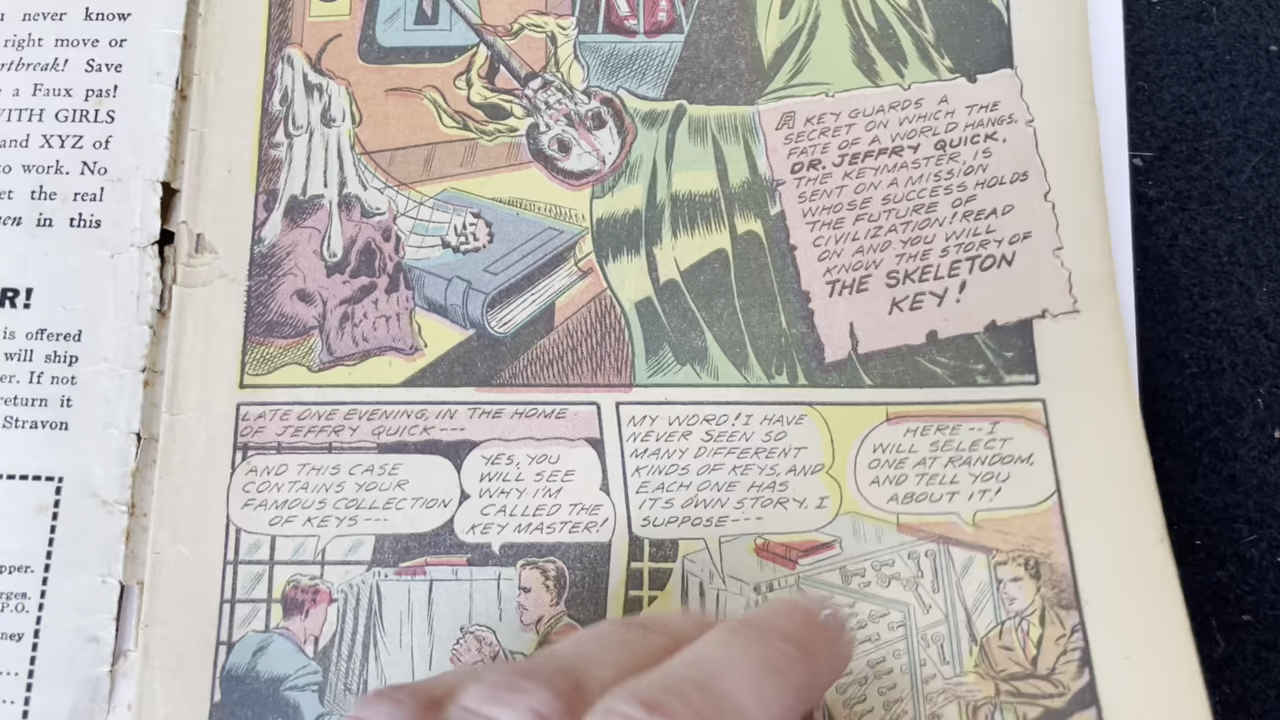 u never know
right move or
rtbreak! Save
a Faux pas!
WITH GIRLS
and XYZ of
to work. No
et the real
en in this
R!
is offered
will ship
er. If not
return it
Stravon
pper.
rges.
P.O.
ney
A KEY GUARDS A
SECRET ON WHICH THE
FATE OF A WORLD HANGS.
DR. JEFFRY QUICK,
THE KEYMASTER, IS
SENT ON A MISSION
WHOSE SUCCESS HOLDS
THE FUTURE OF
CIVILIZATION! READ
ON AND YOU WILL
KNOW THE STORY OF
THE SKELETON
KEY!
LATE ONE EVENING, IN THE HOME
OF JEFFRY QUICK---
AND THIS CASE
CONTAINS YOUR
FAMOUS COLLECTION
OF KEYS---
YES, YOU
WILL SEE
WHY I'M
CALLED THE
KEY MASTER!
MY WORD! I HAVE
NEVER SEEN SO
MANY DIFFERENT
KINDS OF KEYS, AND
EACH ONE HAS
ITS OWN STORY, I
SUPPOSE---
HERE--I
WILL SELECT
ONE AT RANDOM,
AND TELL YOU
ABOUT IT!